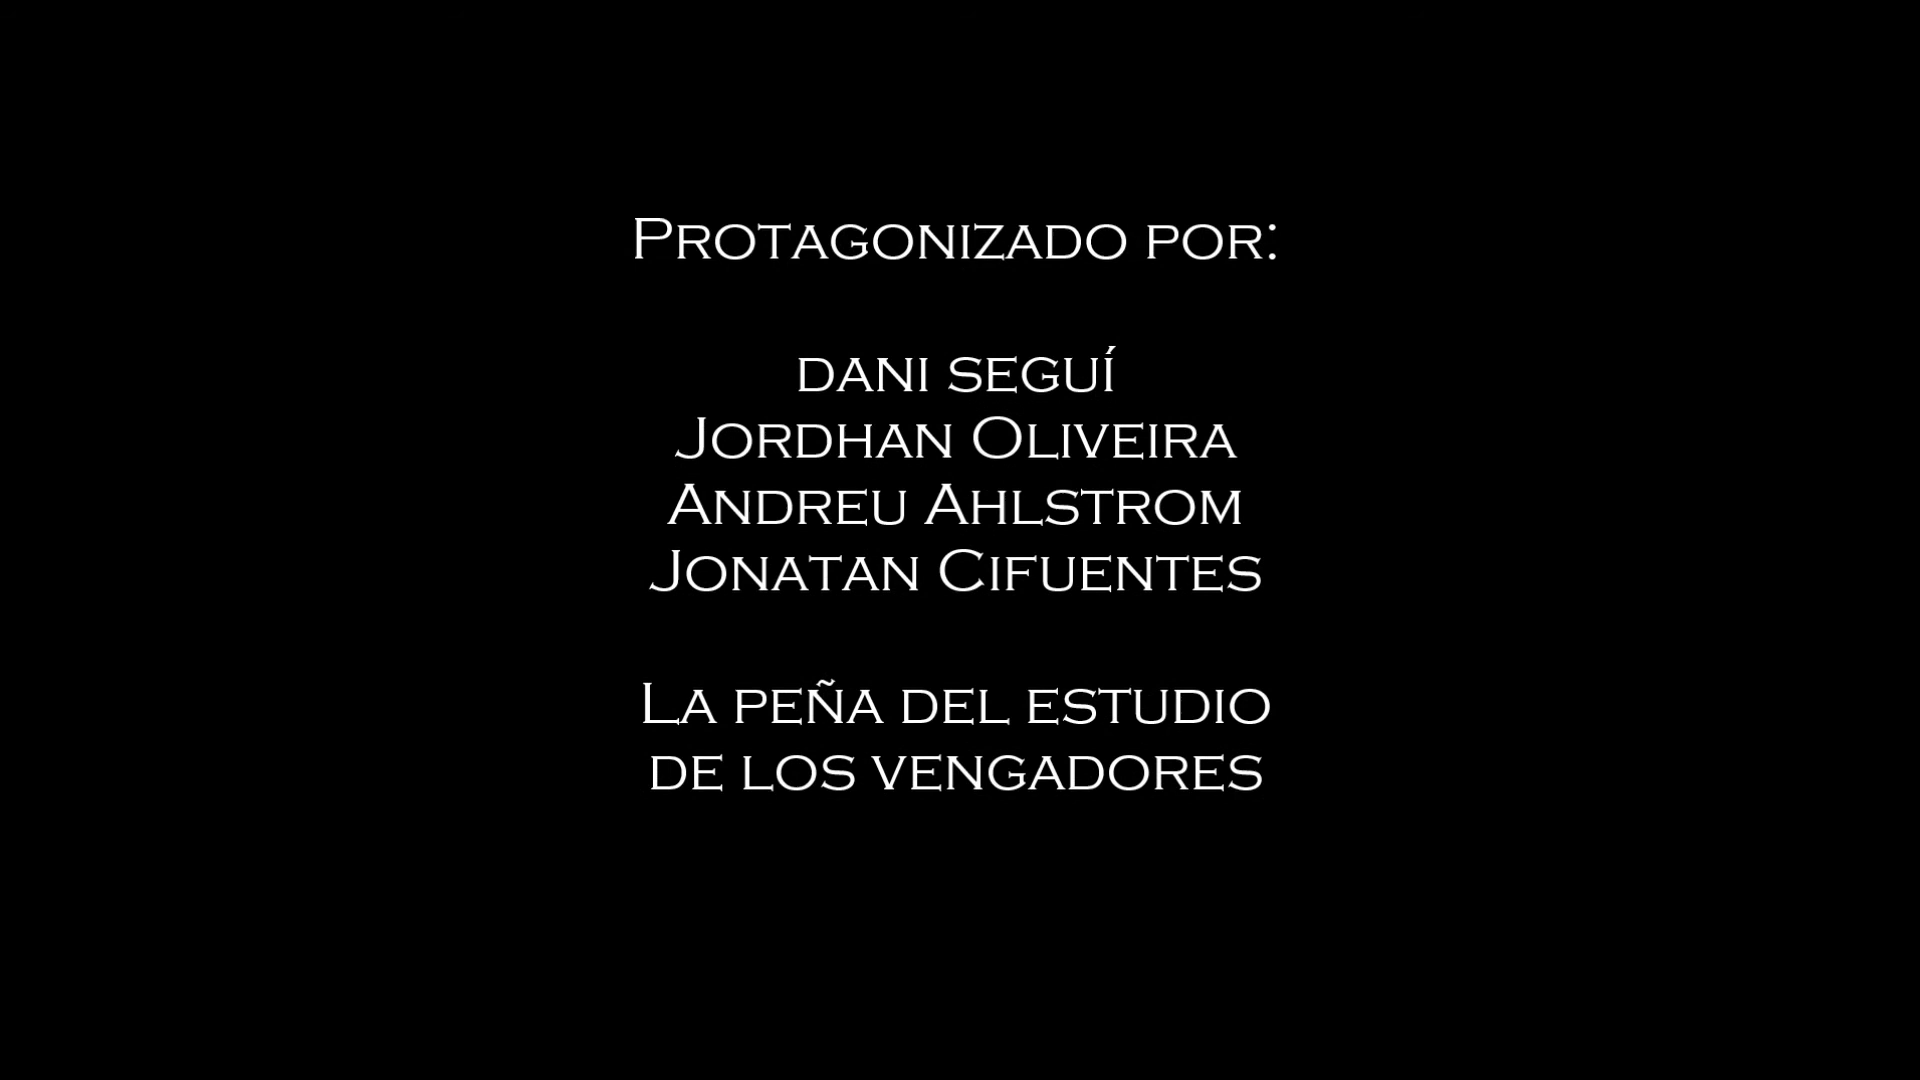 Protagonizado por:
dani seguí
Jordhan Oliveira
Andreu Ahlstrom
Jonatan Cifuentes
La peña del estudio
de los vengadores